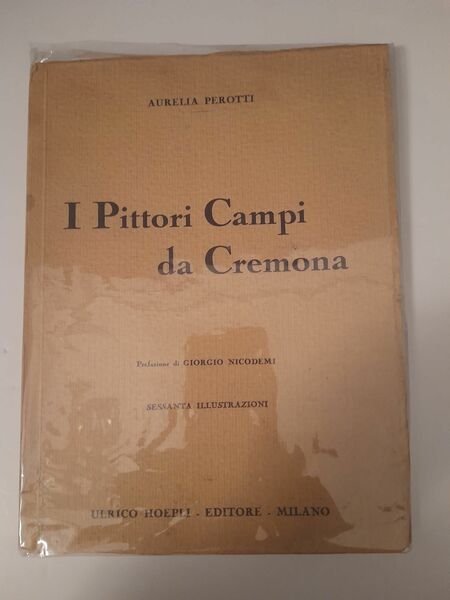 AURELIA PEROTTI
I Pittori Campi
da Cremona
Prefazione di GIORGIO NICODEMI
SESSANTA ILLUSTRAZIONI
ULRICO HOEPLI - EDITORE - MILANO